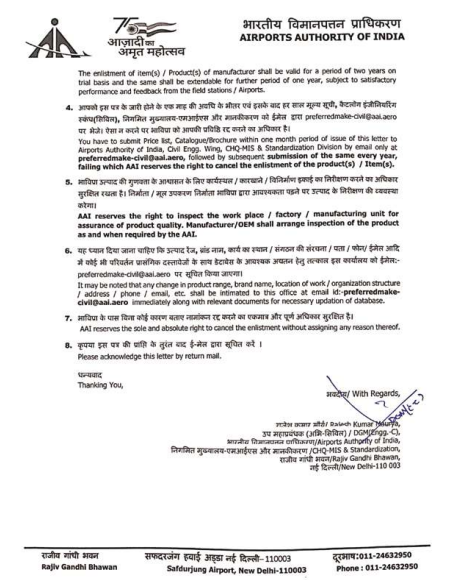 भारतीय विमानपत्तन प्राधिकरण
AIRPORTS AUTHORITY OF INDIA
75
आज़ादी का
अमृत महोत्सव
The enlistment of item(s) / Product(s) of manufacturer shall be valid for a period of two years on
trial basis and the same shall be extendable for further period of one year, subject to satisfactory
performance and feedback from the field stations / Airports.
4. आपको इस पत्र के जारी होने के एक माह की अवधि के भीतर एवं इसके बाद हर साल मूल्य सूची, कैटलॉग इंजीनियरिंग
स्कंध(सिविल), निगमित मुख्यालय-एमआईएस और मानकीकरण को ईमेल द्वारा preferredmake-civil@aai.aero
पर भेजें। ऐसा न करने पर भाविप्रा को आपकी प्रविष्टि रद्द करने का अधिकार है।
You have to submit Price list, Catalogue/Brochure within one month period of issue of this letter to
Airports Authority of India, Civil Engg. Wing, CHQ-MIS & Standardization Division by email only at
preferredmake-civil@aai.aero, followed by subsequent submission of the same every year,
failing which AAI reserves the right to cancel the enlistment of the product(s) / Item(s).
5. भाविप्रा उत्पाद की गुणवत्ता के आश्वासन के लिए कार्यस्थल / कारखाने / विनिर्माण इकाई का निरीक्षण करने का अधिकार
सुरक्षित रखता है। निर्माता / मूल उपकरण निर्माता भाविप्रा द्वारा आवश्यकता पड़ने पर उत्पाद के निरीक्षण की व्यवस्था
करेगा।
AAI reserves the right to inspect the work place / factory / manufacturing unit for
assurance of product quality. Manufacturer/OEM shall arrange inspection of the product
as and when required by the AAI.
6. यह ध्यान दिया जाना चाहिए कि उत्पाद रेंज, ब्रांड नाम, कार्य का स्थान / संगठन की संरचना / पता / फोन/ ईमेल आदि
में कोई भी परिवर्तन प्रासंगिक दस्तावेजों के साथ डेटाबेस के आवश्यक अद्यतन हेतु तत्काल इस कार्यालय को ईमेल:-
preferredmake-civil@aai.aero पर सूचित किया जाएगा।
It may be noted that any change in product range, brand name, location of work / organization structure
/ address / phone / email, etc. shall be intimated to this office at email id:-preferredmake-
civil@aai.aero immediately along with relevant documents for necessary updation of database.
7. भाविप्रा के पास बिना कोई कारण बताए नामांकन रद्द करने का एकमात्र और पूर्ण अधिकार सुरक्षित है।
AAI reserves the sole and absolute right to cancel the enlistment without assigning any reason thereof.
8. कृपया इस पत्र की प्राप्ति के तुरंत बाद ई-मेल द्वारा सूचित करें ।
Please acknowledge this letter by return mail.
धन्यवाद
Thanking You,
भवदीय/ With Regards,
राजेश कुमार मौर्य/ Rajesh Kumar Mourya,
उप महाप्रबंधक (अभि-सिविल) / DGM(Engg.-C),
भारतीय विमानपत्तन प्राधिकरण/Airports Authority of India,
निगमित मुख्यालय-एमआईएस और मानकीकरण /CHQ-MIS & Standardization,
राजीव गांधी भवन/Rajiv Gandhi Bhawan,
नई दिल्ली/New Delhi-110 003
राजीव गांधी भवन सफदरजंग हवाई अड्डा नई दिल्ली-110003 दूरभाष:011-24632950
Rajiv Gandhi Bhawan Safdurjung Airport, New Delhi-110003 Phone : 011-24632950